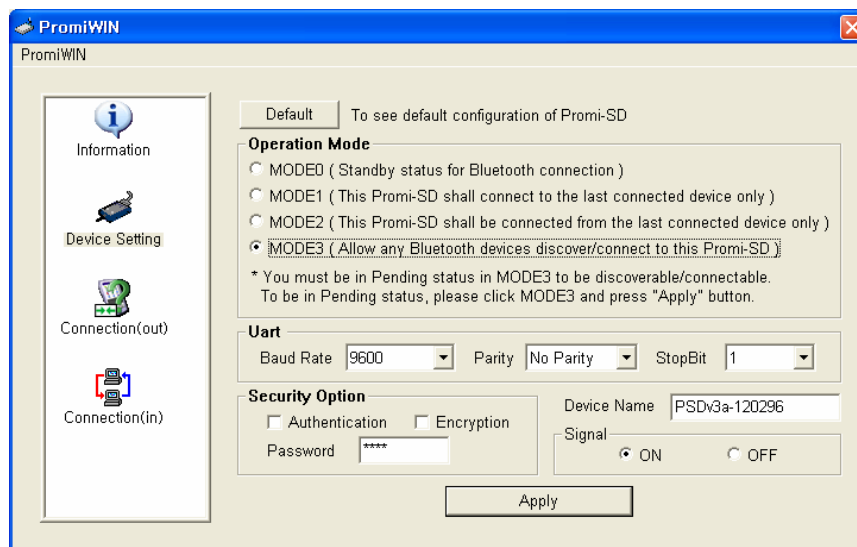 PromiWIN
PromiWIN
Information
Device Setting
Connection(out)
Connection(in)
Default To see default configuration of Promi-SD
Operation Mode
MODE0 ( Standby status for Bluetooth connection )
MODE1 ( This Promi-SD shall connect to the last connected device only )
MODE2 ( This Promi-SD shall be connected from the last connected device only )
MODE3 ( Allow any Bluetooth devices discover/connect to this Promi-SD )
* You must be in Pending status in MODE3 to be discoverable/connectable.
To be in Pending status, please click MODE3 and press "Apply" button.
Uart
Baud Rate 9600 Parity No Parity StopBit 1
Security Option
Authentication Encryption
Password ****
Device Name PSDv3a-120296
Signal
ON OFF
Apply